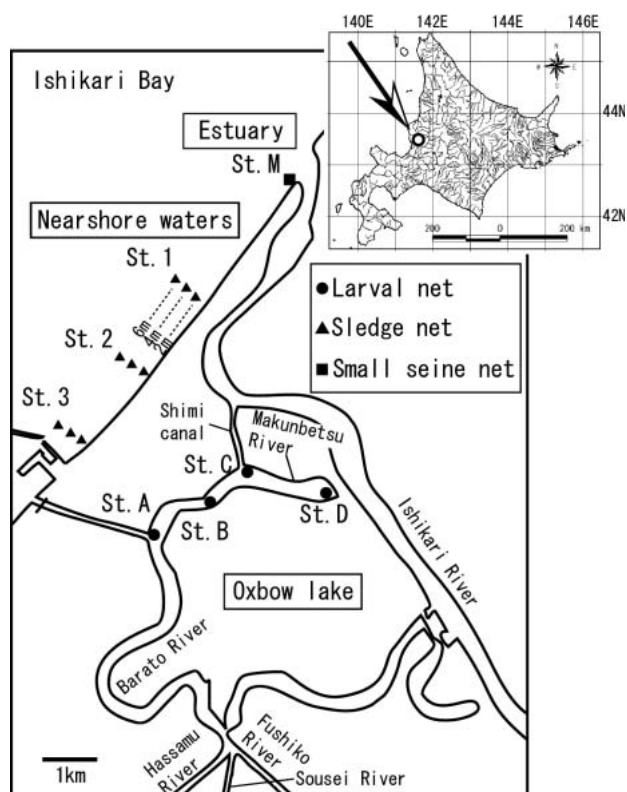 140E 142E 144E 146E
N
W E
S
44N
42N
200 0 200 km
Ishikari Bay
Estuary
St. M
Nearshore waters
St. 1
6m
4m
2m
St. 2
St. 3
●Larval net
▲Sledge net
■Small seine net
Shimi
canal
Makunbetsu
River
St. C
St. A
St. B
St. D
Ishikari River
Oxbow lake
Barato River
Hassamu
River
Fushiko
River
Sousei River
1km